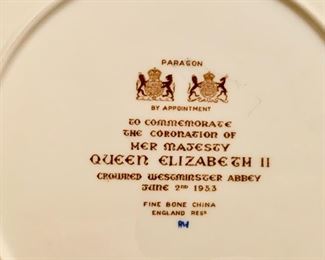 PARAGON
BY APPOINTMENT
TO COMMEMORATE
THE CORONATION OF
HER MAJESTY
QUEEN ELIZABETH II
CROWNED WESTMINSTER ABBEY
JUNE 2ND 1953
FINE BONE CHINA
ENGLAND REGD